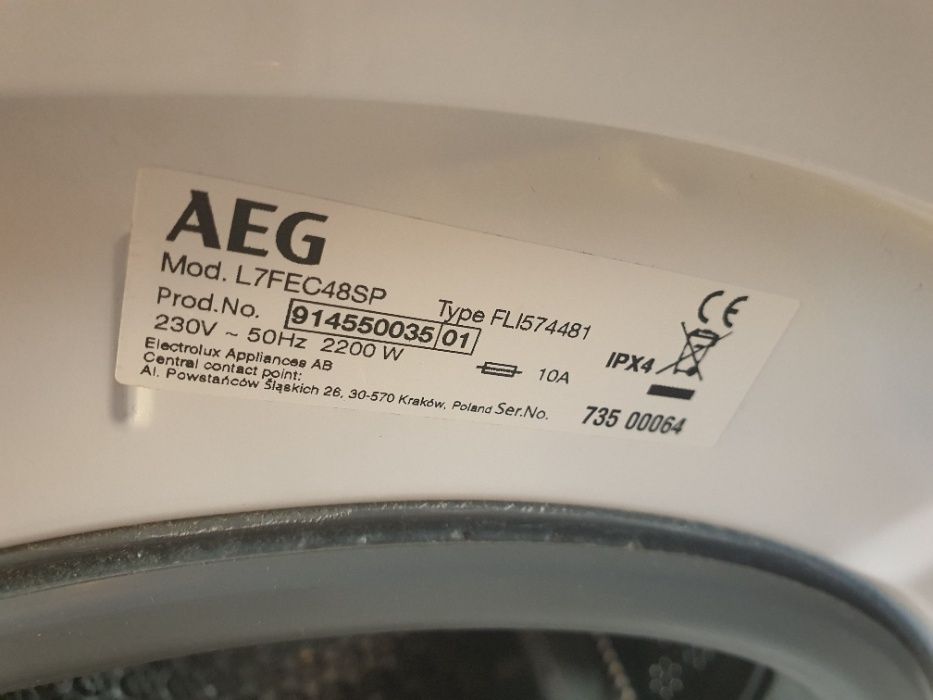 AEG
Mod. L7FEC48SP Type FLI574481
Prod.No. 914550035 01
230V ~ 50Hz 2200 W 10A IPX4
Electrolux Appliances AB
Central contact point:
Al. Powstańców Śląskich 26, 30-570 Kraków, Poland Ser.No. 735 00064
CE